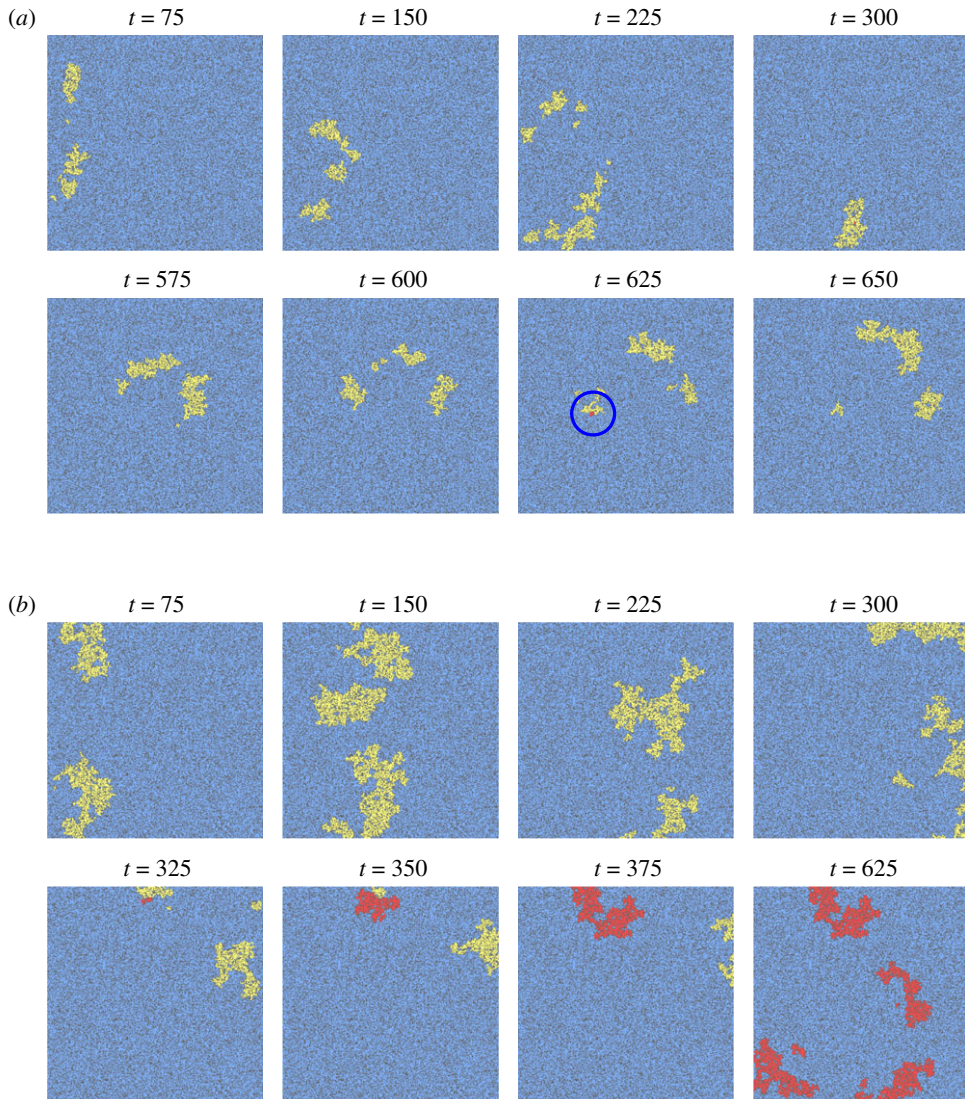 (a) t = 75 t = 150 t = 225 t = 300
t = 575 t = 600 t = 625 t = 650
(b) t = 75 t = 150 t = 225 t = 300
t = 325 t = 350 t = 375 t = 625